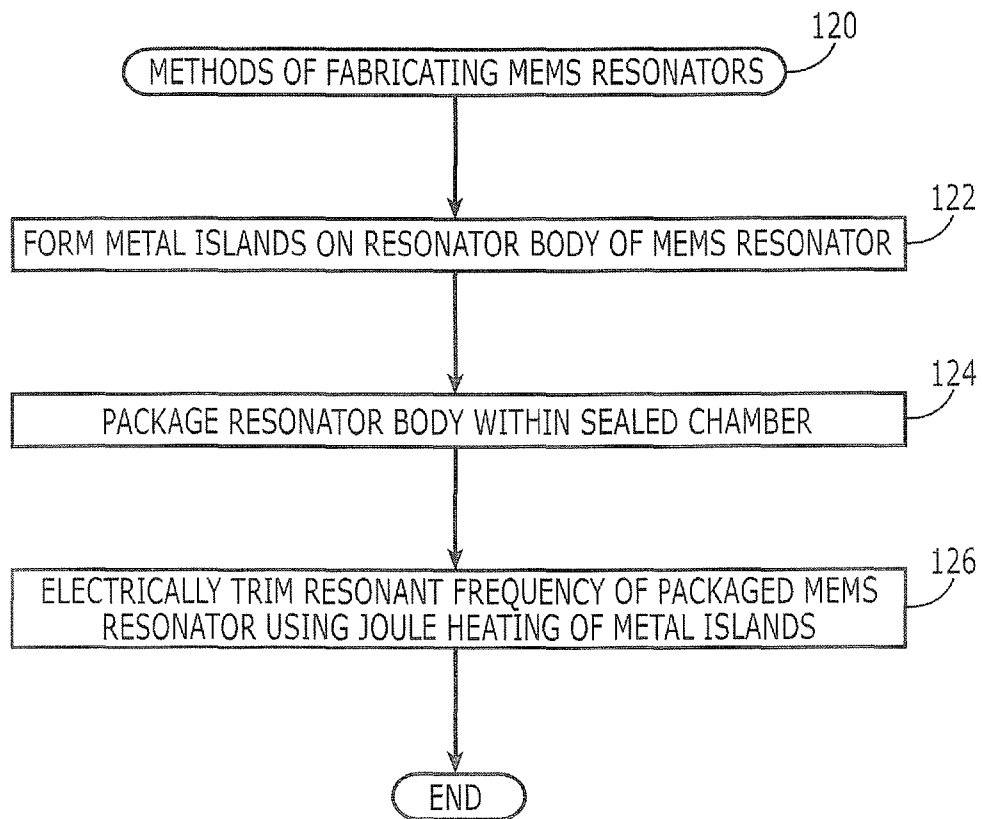 120
METHODS OF FABRICATING MEMS RESONATORS
122
FORM METAL ISLANDS ON RESONATOR BODY OF MEMS RESONATOR
124
PACKAGE RESONATOR BODY WITHIN SEALED CHAMBER
126
ELECTRICALLY TRIM RESONANT FREQUENCY OF PACKAGED MEMS
RESONATOR USING JOULE HEATING OF METAL ISLANDS
END